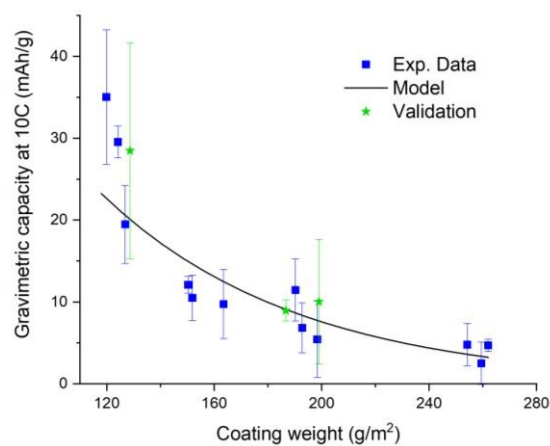 Gravimetric capacity at 10C (mAh/g)
40
30
20
10
0
Exp. Data
Model
Validation
120
160
200
240
280
Coating weight (g/m²)